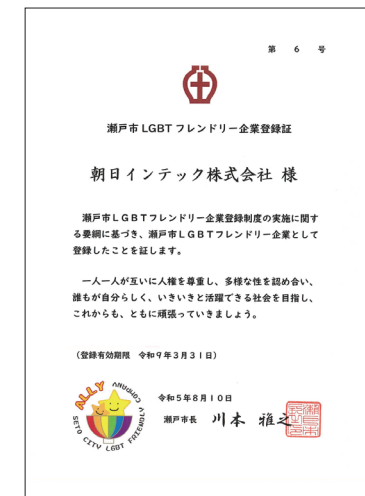 第　6　号
瀬戸市 LGBT フレンドリー企業登録証
朝日インテック株式会社 様
瀬戸市LGBTフレンドリー企業登録制度の実施に関す
る要綱に基づき、瀬戸市LGBTフレンドリー企業として
登録したことを証します。
一人一人が互いに人権を尊重し、多様な性を認め合い、
誰もが自分らしく、いきいきと活躍できる社会を目指し、
これからも、ともに頑張っていきましょう。
（登録有効期限　令和９年３月３１日）
ALLY COMPANY
SETO CITY LGBT FRIENDLY
令和５年８月１０日
瀬戸市長　川本 雅之